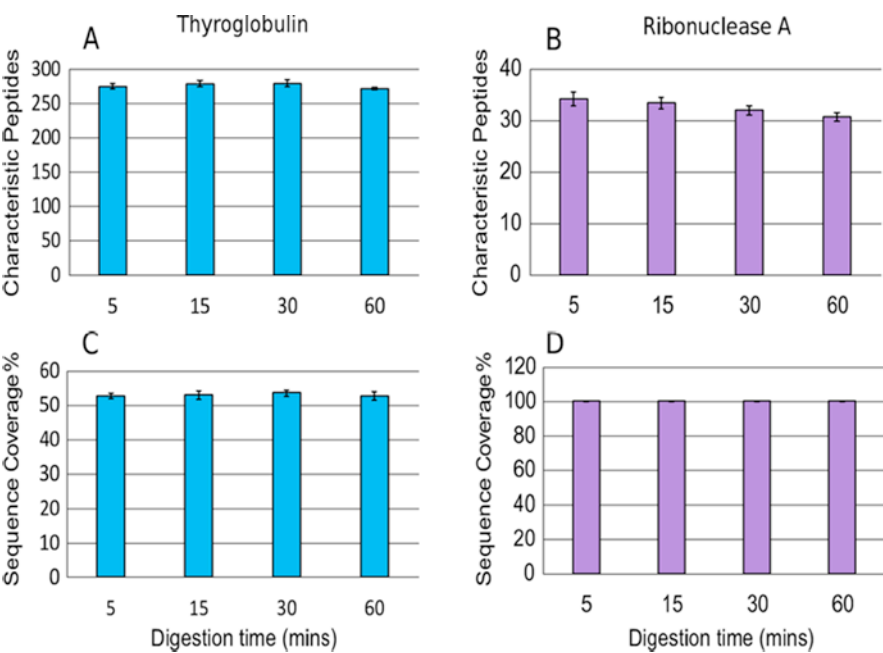 A
Thyroglobulin
Characteristic Peptides
300
250
200
150
100
50
0
5 15 30 60
B
Ribonuclease A
Characteristic Peptides
40
30
20
10
0
5 15 30 60
C
Sequence Coverage%
60
50
40
30
20
10
0
5 15 30 60
Digestion time (mins)
D
Sequence Coverage%
120
100
80
60
40
20
0
5 15 30 60
Digestion time (mins)